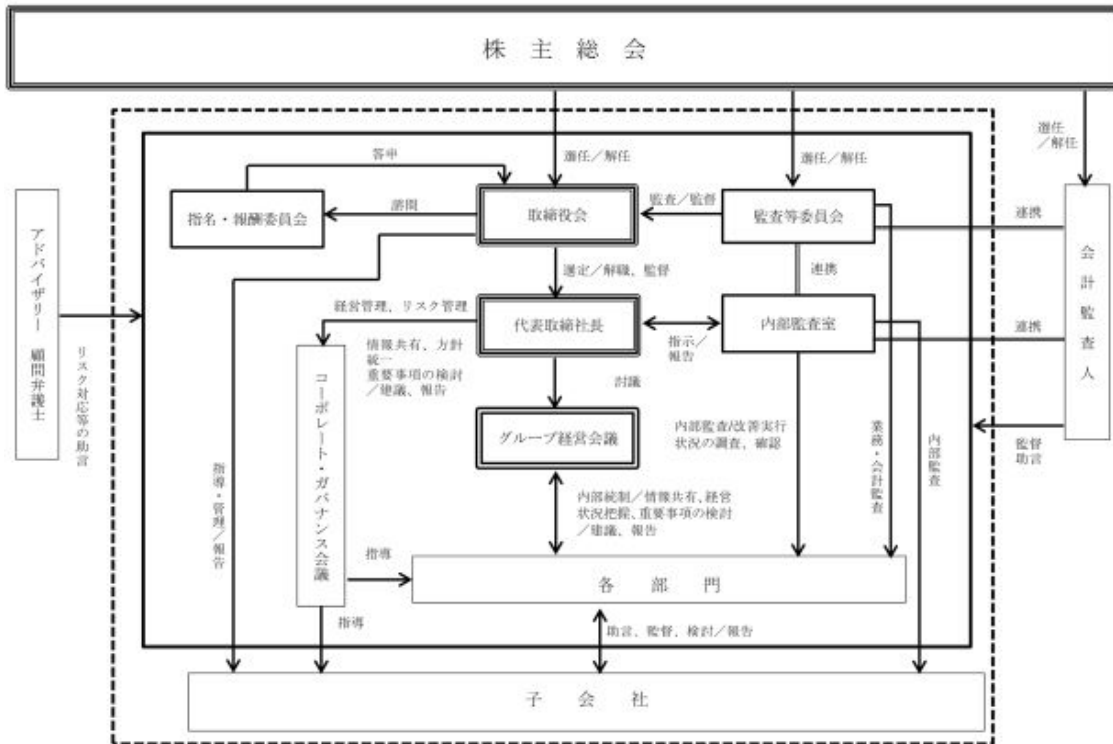 株主総会
選任／解任
選任／解任
選任
／解任
答申
指名・報酬委員会
諮問
取締役会
監査／監督
監査等委員会
連携
会計監査人
アドバイザリー 顧問弁護士
リスク対応等の助言
選定／解職、監督
連携
経営管理、リスク管理
代表取締社長
指示／
報告
内部監査室
連携
情報共有、方針
統一
重要事項の検討
／建議、報告
討議
コーポレート・ガバナンス会議
グループ経営会議
内部監査/改善実行
状況の調査、確認
業務・会計監査
内部監査
監督
助言
指導・管理／報告
内部統制／情報共有、経営
状況把握、重要事項の検討
／建議、報告
指導
各部門
指導
助言、監督、検討／報告
子会社